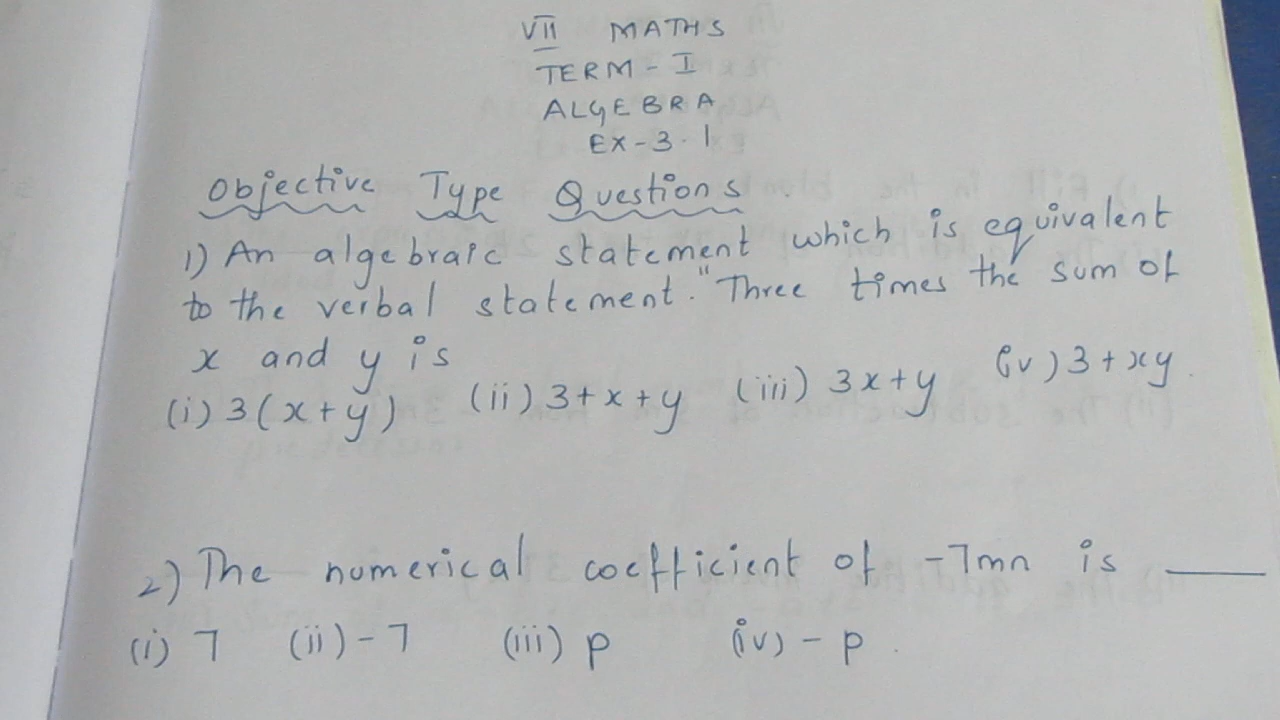 VII MATHS
TERM - I
ALGEBRA
EX-3.1
Objective Type Questions.
1) An algebraic statement which is equivalent
to the verbal statement. "Three times the sum of
x and y is
(i) 3(x+y) (ii) 3+x+y (iii) 3x+y (iv) 3+xy.
2) The numerical coefficient of -7mn is ____
(i) 7 (ii) -7 (iii) p (iv) - p.